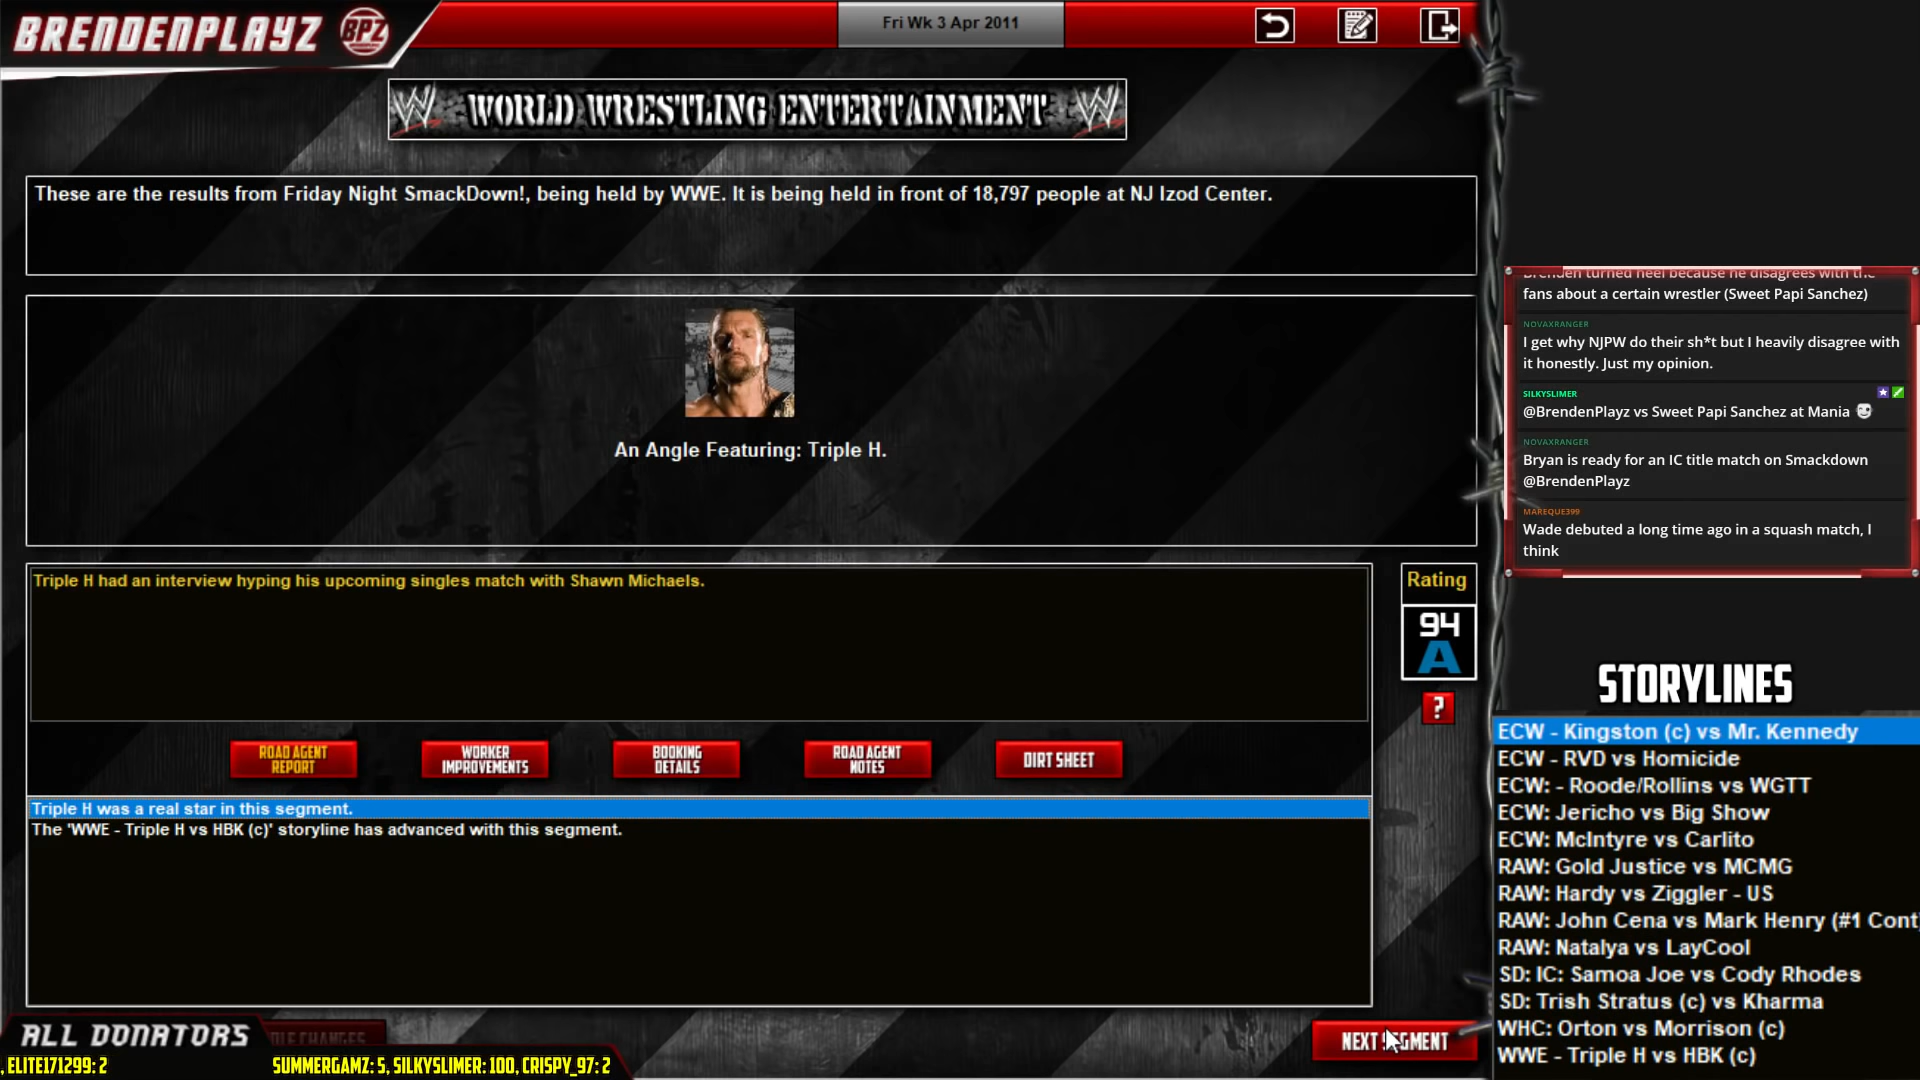 BRENDENPLAYZ
BPZ
Fri Wk 3 Apr 2011
W WORLD WRESTLING ENTERTAINMENT W
These are the results from Friday Night SmackDown!, being held by WWE. It is being held in front of 18,797 people at NJ Izod Center.
An Angle Featuring: Triple H.
Triple H had an interview hyping his upcoming singles match with Shawn Michaels.
Rating
94
A
?
ROAD AGENT
REPORT
WORKER
IMPROVEMENTS
BOOKING
DETAILS
ROAD AGENT
NOTES
DIRT SHEET
Triple H was a real star in this segment.
The 'WWE - Triple H vs HBK (c)' storyline has advanced with this segment.
ALL DONATORS
NEXT SEGMENT
, ELITE171299: 2
SUMMERGAMZ: 5, SILKYSLIMER: 100, CRISPY_97: 2
Brenden turned heel because he disagrees with the
fans about a certain wrestler (Sweet Papi Sanchez)
NOVAXRANGER
I get why NJPW do their sh*t but I heavily disagree with
it honestly. Just my opinion.
SILKYSLIMER
@BrendenPlayz vs Sweet Papi Sanchez at Mania
NOVAXRANGER
Bryan is ready for an IC title match on Smackdown
@BrendenPlayz
MAREQUE399
Wade debuted a long time ago in a squash match, I
think
STORYLINES
ECW - Kingston (c) vs Mr. Kennedy
ECW - RVD vs Homicide
ECW: - Roode/Rollins vs WGTT
ECW: Jericho vs Big Show
ECW: McIntyre vs Carlito
RAW: Gold Justice vs MCMG
RAW: Hardy vs Ziggler - US
RAW: John Cena vs Mark Henry (#1 Cont
RAW: Natalya vs LayCool
SD: IC: Samoa Joe vs Cody Rhodes
SD: Trish Stratus (c) vs Kharma
WHC: Orton vs Morrison (c)
WWE - Triple H vs HBK (c)